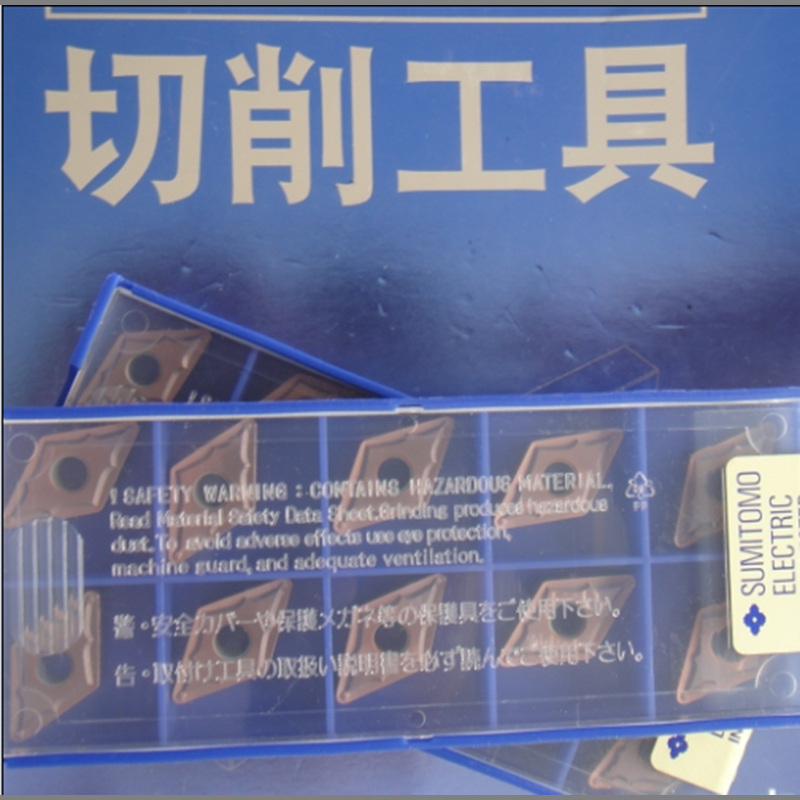 切削工具
! SAFETY WARNING : CONTAINS HAZARDOUS MATERIAL.
Read Material Safety Data Sheet.Grinding produces hazardous
dust.To avoid adverse effects use eye protection,
machine guard, and adequate ventilation.
警・安全カバーや保護メガネ等の保護具をご使用下さい。
告・取付け工具の取扱い説明書を必ず読んでご使用下さい。
PP
SUMITOMO
ELECTRIC